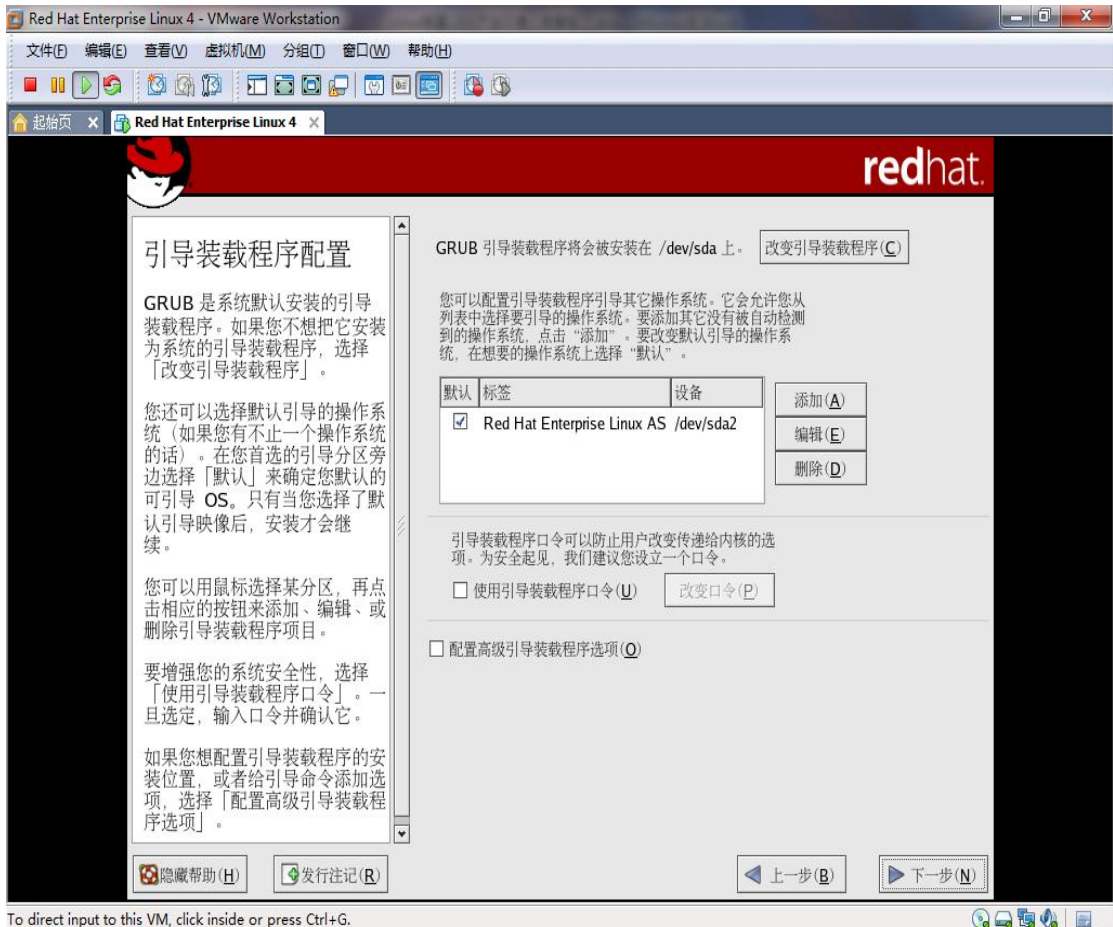 Red Hat Enterprise Linux 4 - VMware Workstation
文件(F) 编辑(E) 查看(V) 虚拟机(M) 分组(T) 窗口(W) 帮助(H)
起始页 Red Hat Enterprise Linux 4
redhat.
引导装载程序配置
GRUB 是系统默认安装的引导
装载程序。如果您不想把它安装
为系统的引导装载程序，选择
「改变引导装载程序」。
您还可以选择默认引导的操作系
统（如果您有不止一个操作系统
的话）。在您首选的引导分区旁
边选择「默认」来确定您默认的
可引导 OS。只有当您选择了默
认引导映像后，安装才会继
续。
您可以用鼠标选择某分区，再点
击相应的按钮来添加、编辑、或
删除引导装载程序项目。
要增强您的系统安全性，选择
「使用引导装载程序口令」。一
旦选定，输入口令并确认它。
如果您想配置引导装载程序的安
装位置，或者给引导命令添加选
项，选择「配置高级引导装载程
序选项」。
GRUB 引导装载程序将会被安装在 /dev/sda 上。 改变引导装载程序(C)
您可以配置引导装载程序引导其它操作系统。它会允许您从
列表中选择要引导的操作系统。要添加其它没有被自动检测
到的操作系统，点击“添加”。要改变默认引导的操作系
统，在想要的操作系统上选择“默认”。
默认 标签 设备
Red Hat Enterprise Linux AS /dev/sda2
添加(A)
编辑(E)
删除(D)
引导装载程序口令可以防止用户改变传递给内核的选
项。为安全起见，我们建议您设立一个口令。
使用引导装载程序口令(U) 改变口令(P)
配置高级引导装载程序选项(O)
隐藏帮助(H) 发行注记(R) 上一步(B) 下一步(N)
To direct input to this VM, click inside or press Ctrl+G.